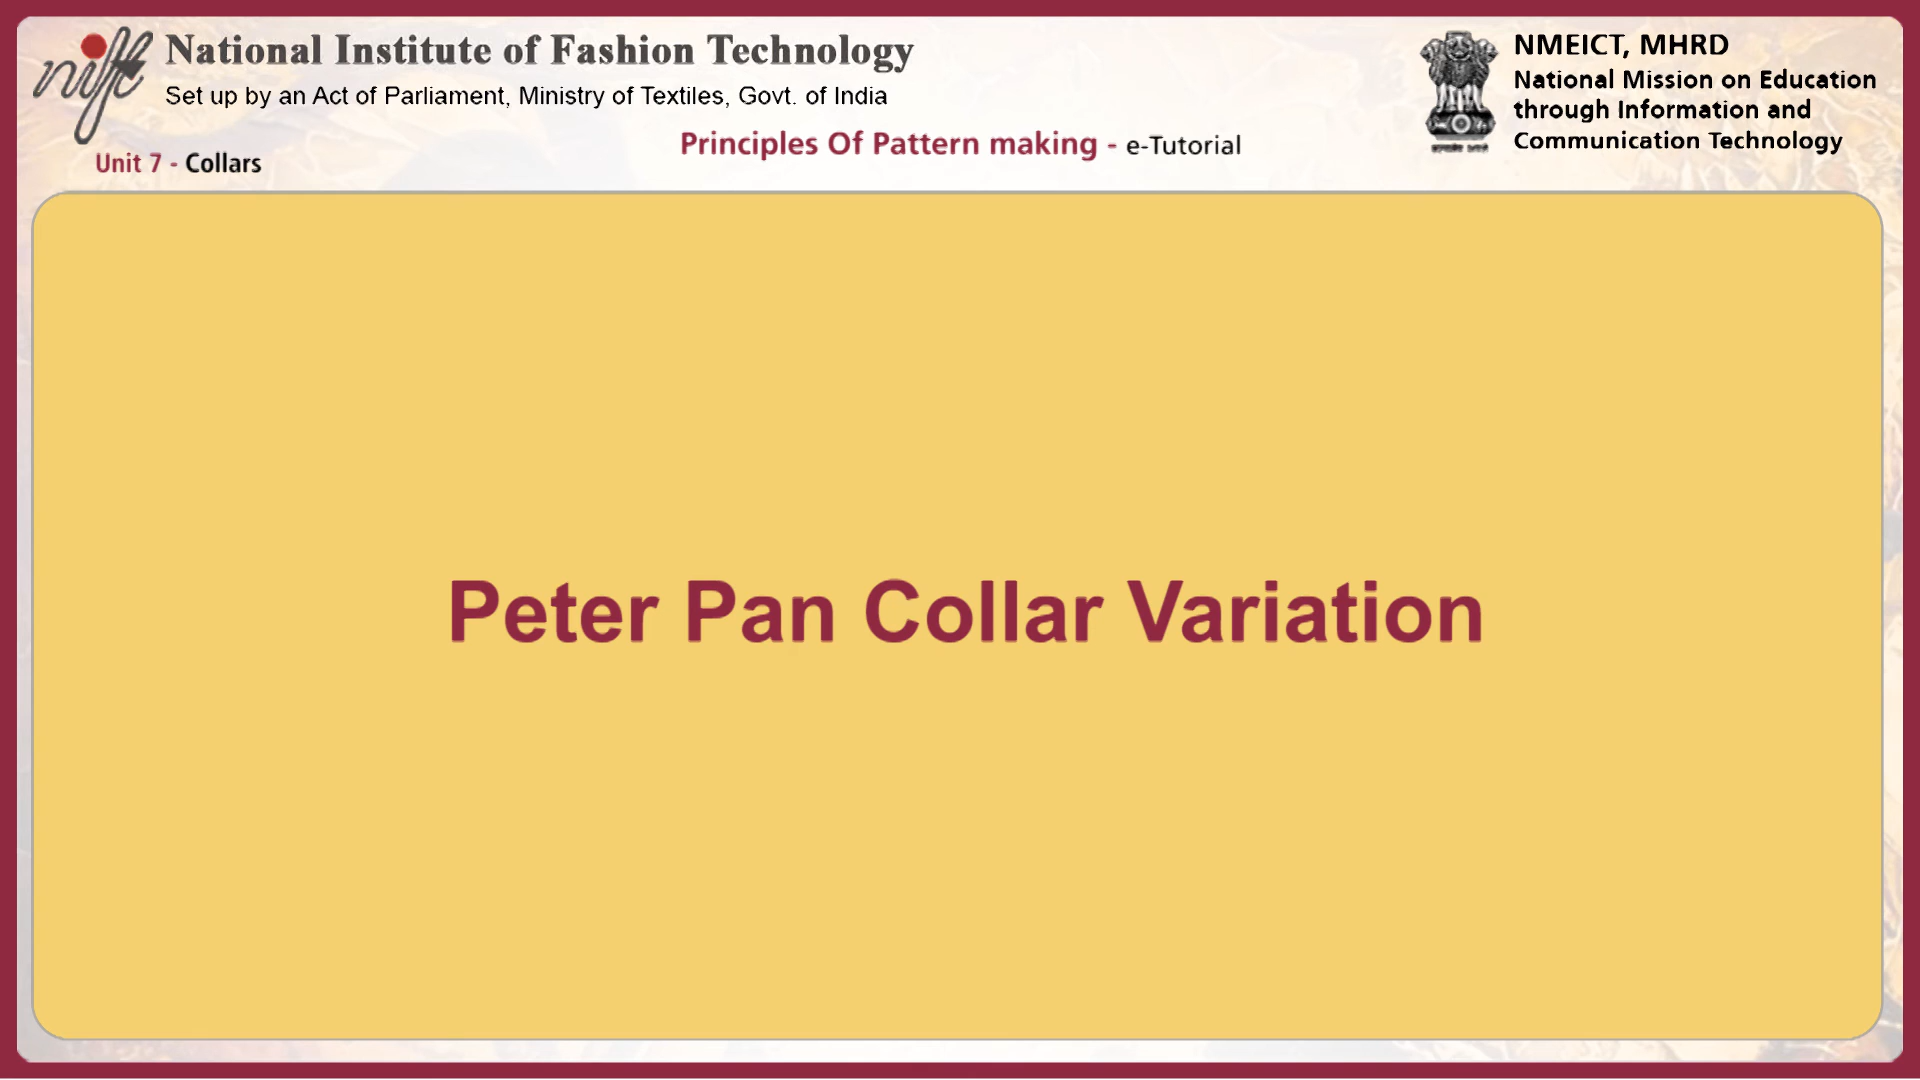 nift
National Institute of Fashion Technology
Set up by an Act of Parliament, Ministry of Textiles, Govt. of India
Principles Of Pattern making - e-Tutorial
Unit 7 - Collars
NMEICT, MHRD
National Mission on Education
through Information and
Communication Technology
Peter Pan Collar Variation